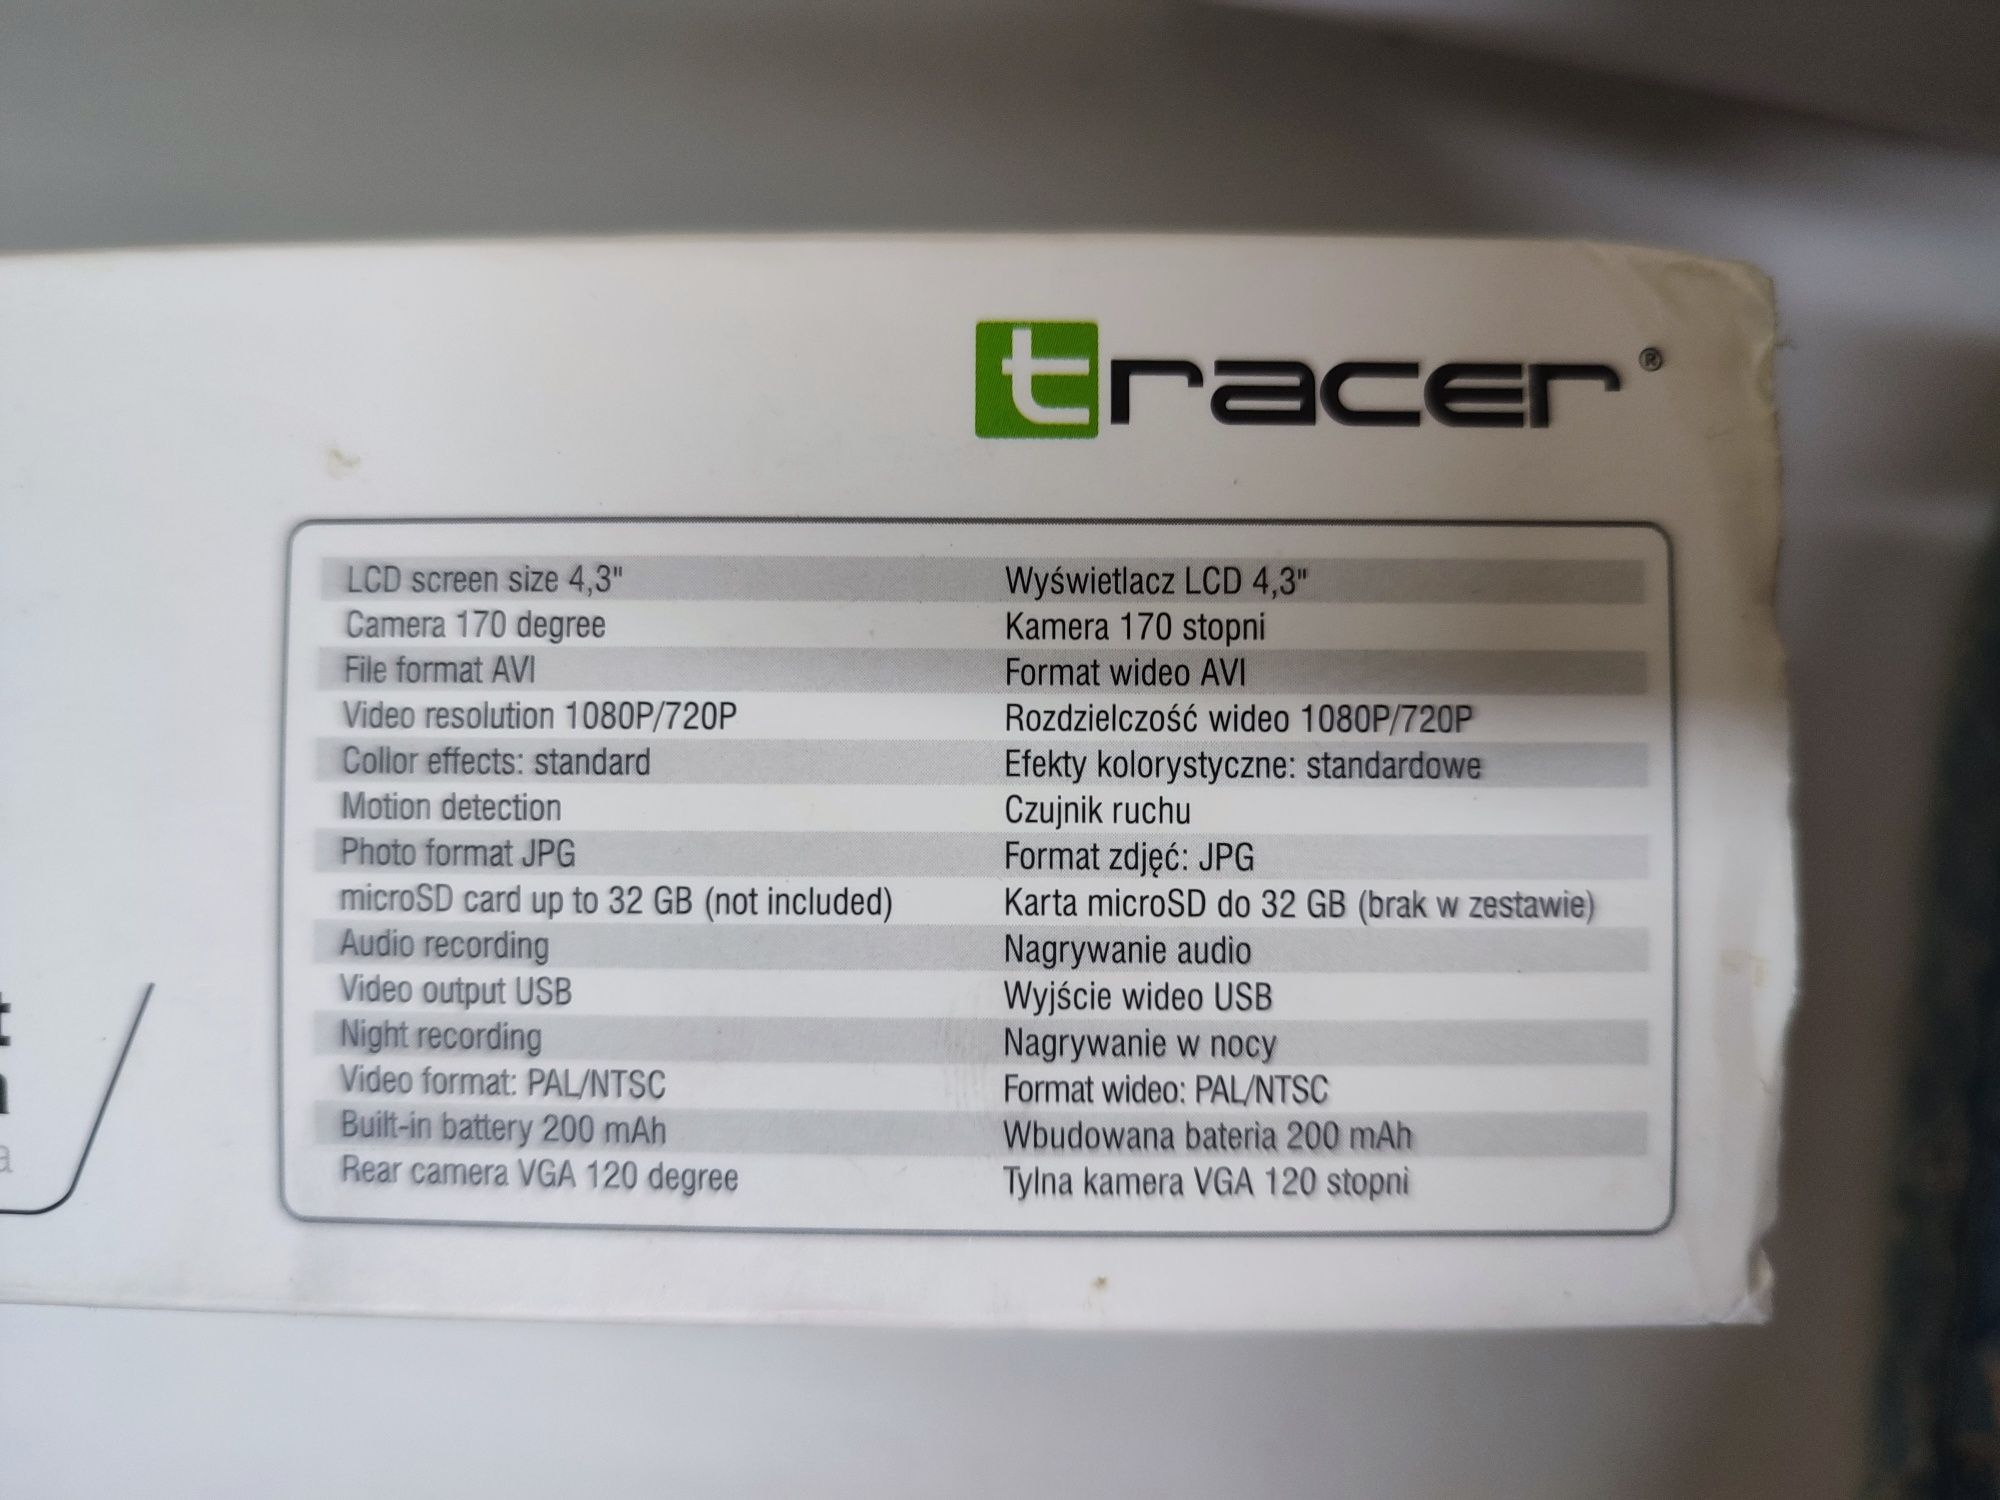 tracer®
LCD screen size 4,3"
Camera 170 degree
File format AVI
Video resolution 1080P/720P
Collor effects: standard
Motion detection
Photo format JPG
microSD card up to 32 GB (not included)
Audio recording
Video output USB
Night recording
Video format: PAL/NTSC
Built-in battery 200 mAh
Rear camera VGA 120 degree
Wyświetlacz LCD 4,3"
Kamera 170 stopni
Format wideo AVI
Rozdzielczość wideo 1080P/720P
Efekty kolorystyczne: standardowe
Czujnik ruchu
Format zdjęć: JPG
Karta microSD do 32 GB (brak w zestawie)
Nagrywanie audio
Wyjście wideo USB
Nagrywanie w nocy
Format wideo: PAL/NTSC
Wbudowana bateria 200 mAh
Tylna kamera VGA 120 stopni